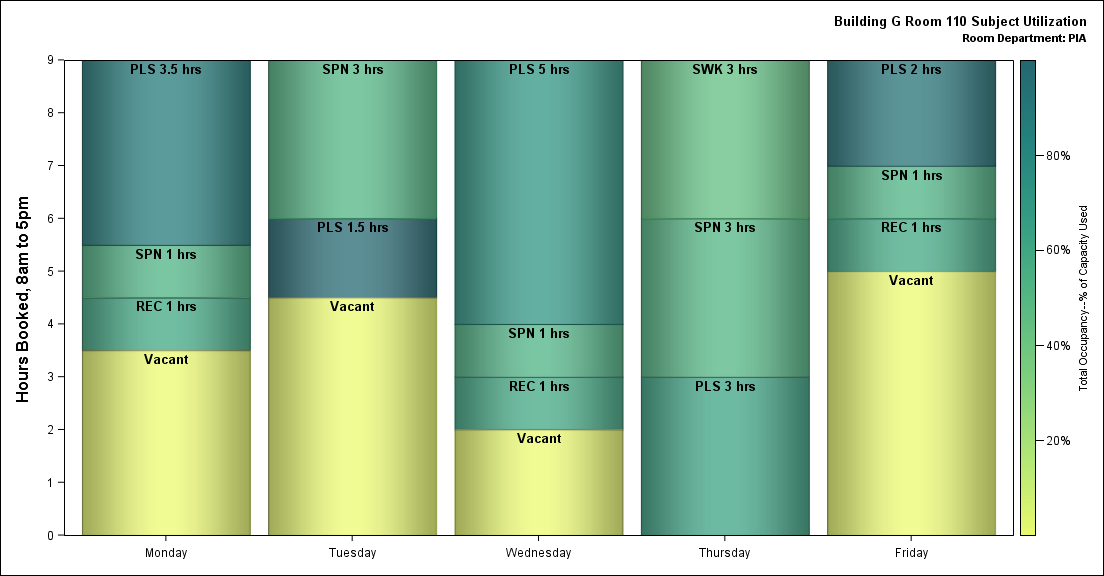 Building G Room 110 Subject Utilization
Room Department: PIA
Hours Booked, 8am to 5pm
9
8
7
6
5
4
3
2
1
0
PLS 3.5 hrs
SPN 1 hrs
REC 1 hrs
Vacant
SPN 3 hrs
PLS 1.5 hrs
Vacant
PLS 5 hrs
SPN 1 hrs
REC 1 hrs
Vacant
SWK 3 hrs
SPN 3 hrs
PLS 3 hrs
PLS 2 hrs
SPN 1 hrs
REC 1 hrs
Vacant
Monday
Tuesday
Wednesday
Thursday
Friday
80%
60%
40%
20%
Total Occupancy--% of Capacity Used